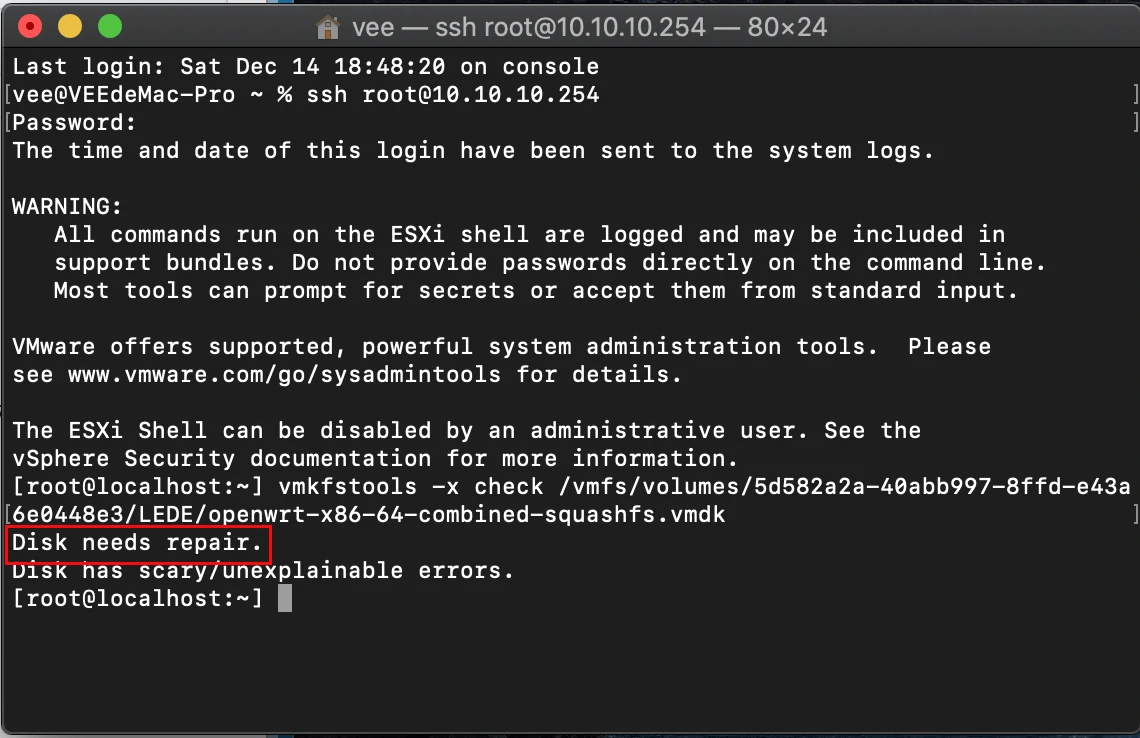 vee — ssh root@10.10.10.254 — 80×24
Last login: Sat Dec 14 18:48:20 on console
[vee@VEEdeMac-Pro ~ % ssh root@10.10.10.254 ]
[Password: ]
The time and date of this login have been sent to the system logs.
WARNING:
All commands run on the ESXi shell are logged and may be included in
support bundles. Do not provide passwords directly on the command line.
Most tools can prompt for secrets or accept them from standard input.
VMware offers supported, powerful system administration tools.  Please
see www.vmware.com/go/sysadmintools for details.
The ESXi Shell can be disabled by an administrative user. See the
vSphere Security documentation for more information.
[root@localhost:~] vmkfstools -x check /vmfs/volumes/5d582a2a-40abb997-8ffd-e43a
[6e0448e3/LEDE/openwrt-x86-64-combined-squashfs.vmdk ]
Disk needs repair.
Disk has scary/unexplainable errors.
[root@localhost:~]